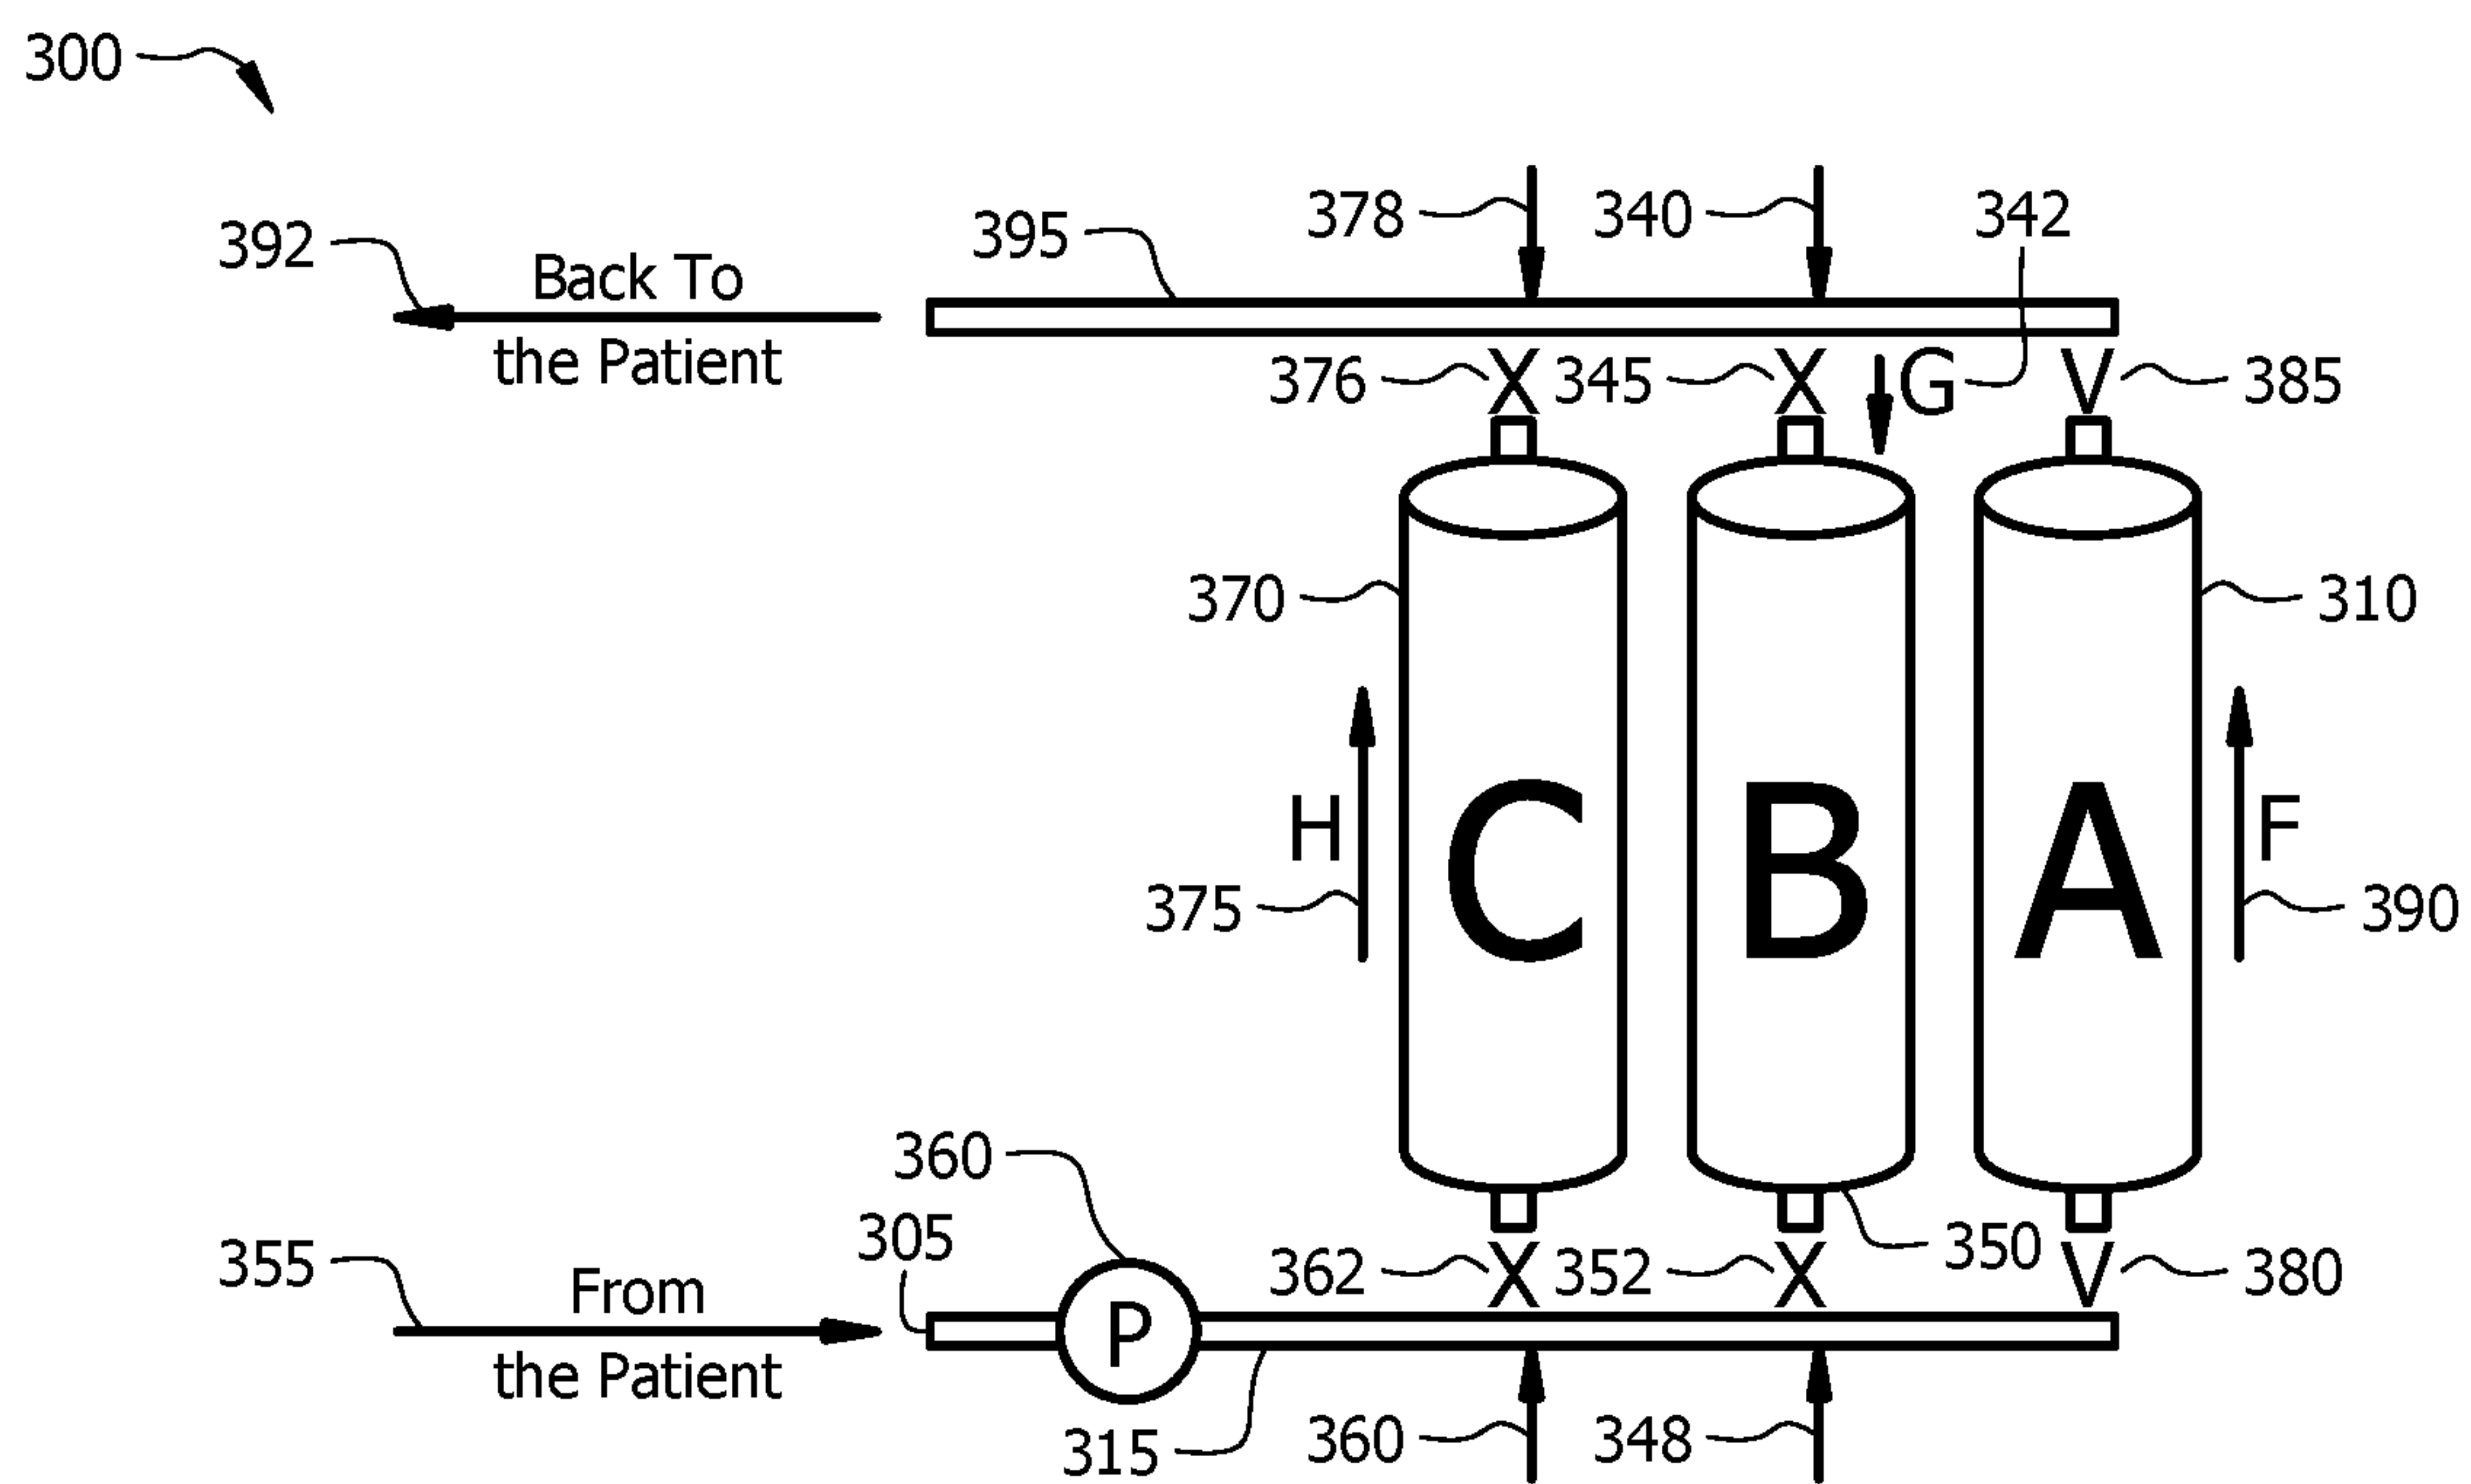 300
378
340
342
392
395
Back To
the Patient
376
X
345
X
G
V
385
370
310
H
C
B
A
F
375
390
360
305
355
From
the Patient
P
362
X
352
X
350
V
380
315
360
348